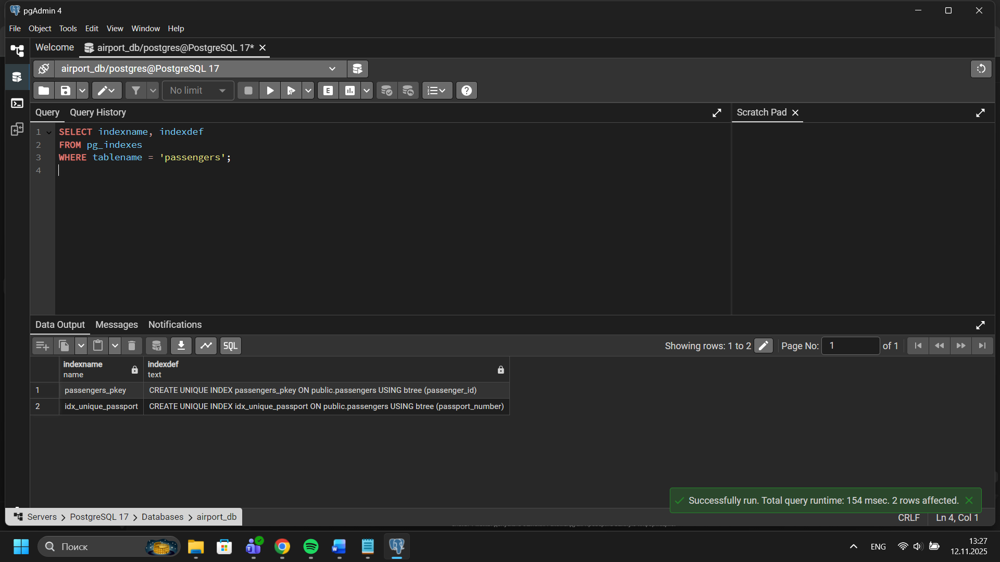 pgAdmin 4
File Object Tools Edit View Window Help
Welcome airport_db/postgres@PostgreSQL 17*
airport_db/postgres@PostgreSQL 17
No limit
E
Query Query History
Scratch Pad
1 SELECT indexname, indexdef
2 FROM pg_indexes
3 WHERE tablename = 'passengers';
4
Data Output Messages Notifications
SQL
Showing rows: 1 to 2 Page No: 1 of 1
indexname indexdef
name text
1 passengers_pkey CREATE UNIQUE INDEX passengers_pkey ON public.passengers USING btree (passenger_id)
2 idx_unique_passport CREATE UNIQUE INDEX idx_unique_passport ON public.passengers USING btree (passport_number)
Successfully run. Total query runtime: 154 msec. 2 rows affected.
Servers PostgreSQL 17 Databases airport_db
CRLF Ln 4, Col 1
Поиск
ENG
13:27
12.11.2025